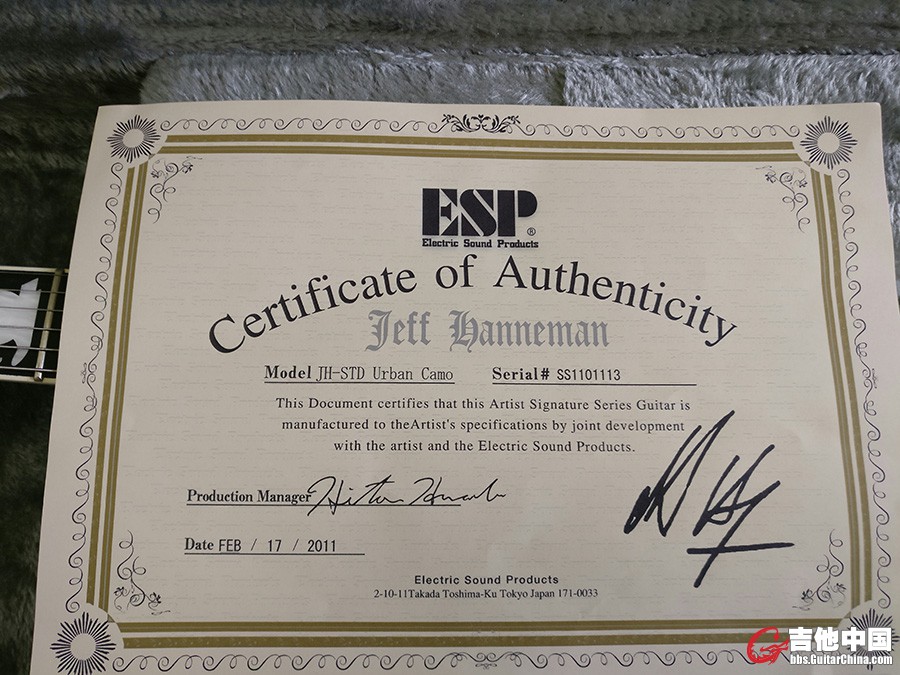 ESP®
Electric Sound Products
Certificate of Authenticity
Jeff Hanneman
Model JH-STD Urban Camo Serial# SS1101113
This Document certifies that this Artist Signature Series Guitar is
manufactured to theArtist's specifications by joint development
with the artist and the Electric Sound Products.
Production Manager
Date FEB / 17 / 2011
Electric Sound Products
2-10-11Takada Toshima-Ku Tokyo Japan 171-0033
吉他中国
bbs.GuitarChina.com